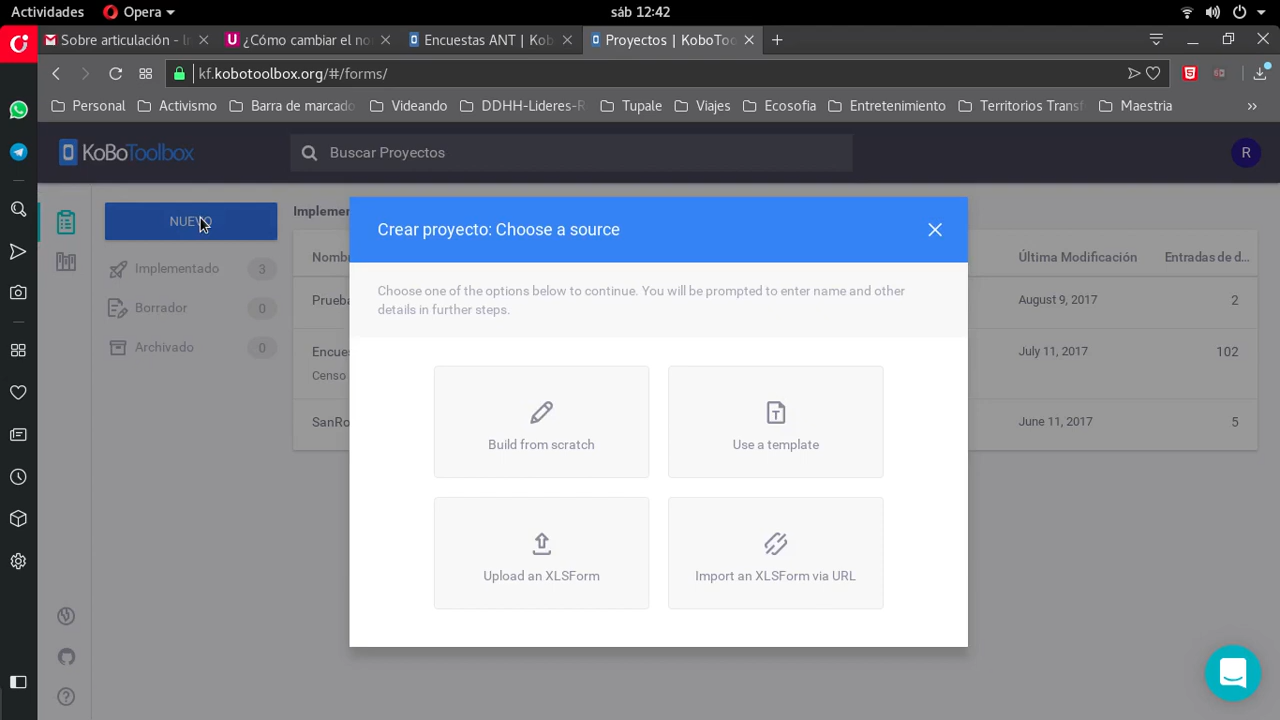 Actividades
Opera
sáb 12:42
Sobre articulación - I
¿Cómo cambiar el no
Encuestas ANT | Kob
Proyectos | KoboToo
kf.kobotoolbox.org/#/forms/
Personal
Activismo
Barra de marcado
Videando
DDHH-Lideres-R
Tupale
Viajes
Ecosofia
Entretenimiento
Territorios Transf
Maestria
KoBoToolbox
Buscar Proyectos
R
NUEVO
Implementado 3
Borrador 0
Archivado 0
Implemen
Nombr
Última Modificación
Entradas de d...
Prueba
August 9, 2017
2
Encues
Censo
July 11, 2017
102
SanRo
June 11, 2017
5
Crear proyecto: Choose a source
Choose one of the options below to continue. You will be prompted to enter name and other
details in further steps.
Build from scratch
Use a template
Upload an XLSForm
Import an XLSForm via URL